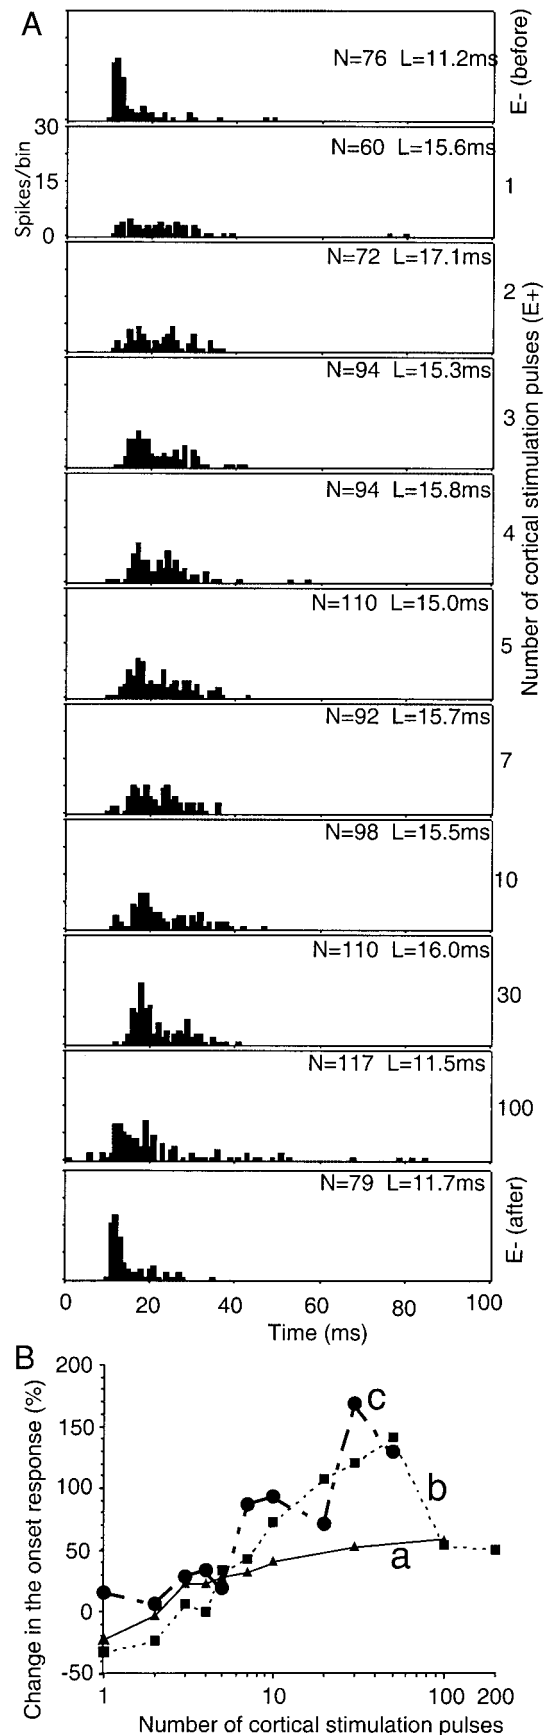 A
N=76 L=11.2ms
E- (before)
30
15
0
Spikes/bin
N=60 L=15.6ms
1
N=72 L=17.1ms
2
N=94 L=15.3ms
3
N=94 L=15.8ms
4
N=110 L=15.0ms
5
N=92 L=15.7ms
7
N=98 L=15.5ms
10
N=110 L=16.0ms
30
N=117 L=11.5ms
100
Number of cortical stimulation pulses (E+)
N=79 L=11.7ms
E- (after)
0 20 40 60 80 100
Time (ms)
B
200
150
100
50
0
-50
Change in the onset response (%)
c
b
a
1 10 100 200
Number of cortical stimulation pulses